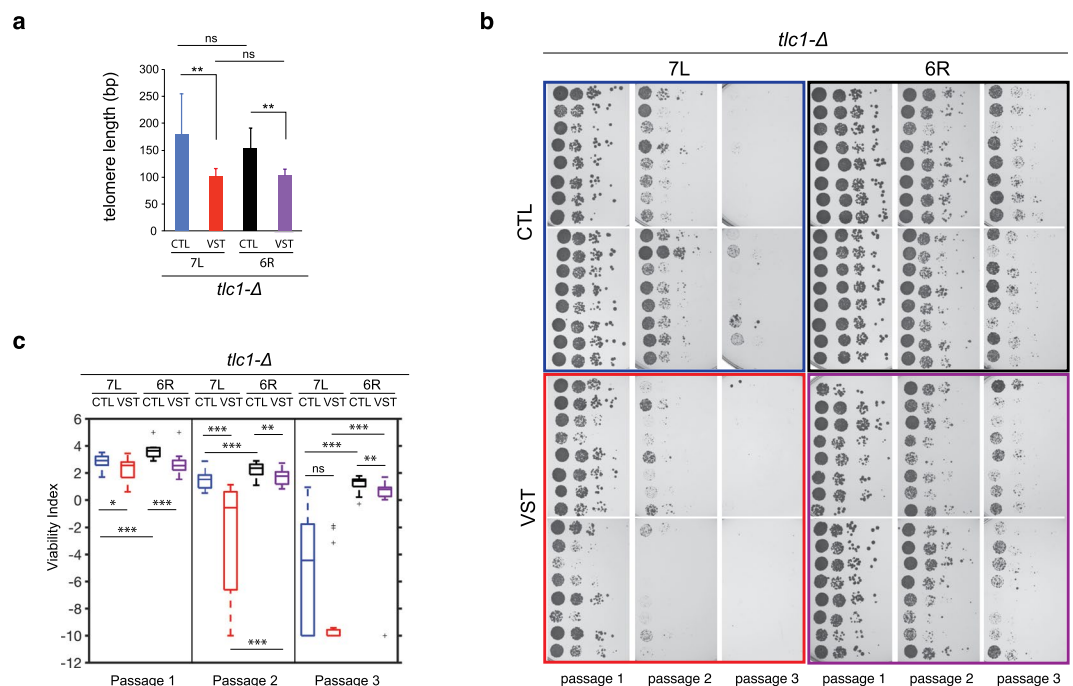 a
ns
ns
**
**
telomere length (bp)
300
250
200
150
100
50
0
CTL VST CTL VST
7L 6R
tlc1-Δ
b
tlc1-Δ
7L 6R
CTL
VST
passage 1 passage 2 passage 3 passage 1 passage 2 passage 3
c
tlc1-Δ
7L 6R 7L 6R 7L 6R
CTL VST CTL VST CTL VST CTL VST CTL VST CTL VST
Viability Index
6
4
2
0
-2
-4
-6
-8
-10
-12
*** ** ***
*** *** **
ns
* ***
***
***
Passage 1 Passage 2 Passage 3